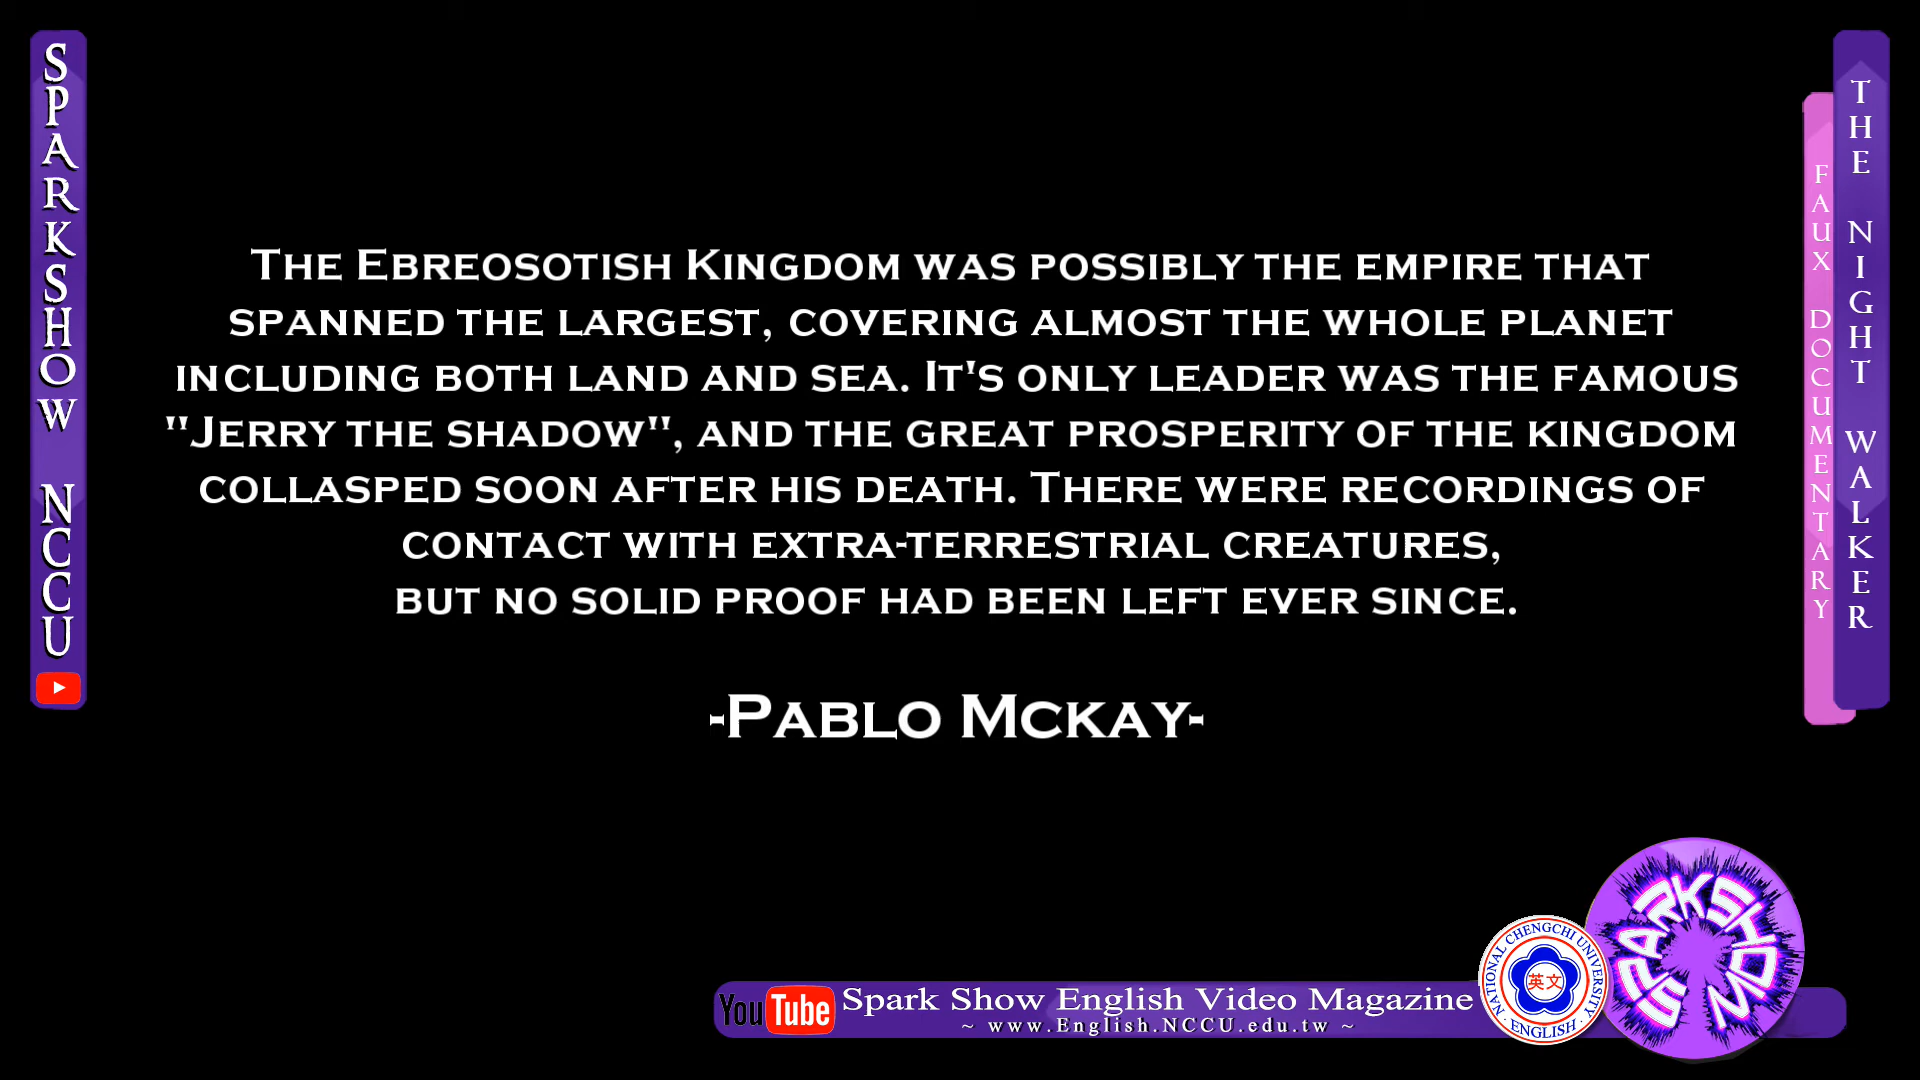 SPARKSHOW NCCU
THE NIGHT WALKER
FAUX DOCUMENTARY
The Ebreosotish Kingdom was possibly the empire that
spanned the largest, covering almost the whole planet
including both land and sea. It's only leader was the famous
"Jerry the shadow", and the great prosperity of the kingdom
collasped soon after his death. There were recordings of
contact with extra-terrestrial creatures,
but no solid proof had been left ever since.
-Pablo Mckay-
YouTube Spark Show English Video Magazine
~ www.English.NCCU.edu.tw ~
NATIONAL CHENGCHI UNIVERSITY
英文
ENGLISH
SPARKSHOW